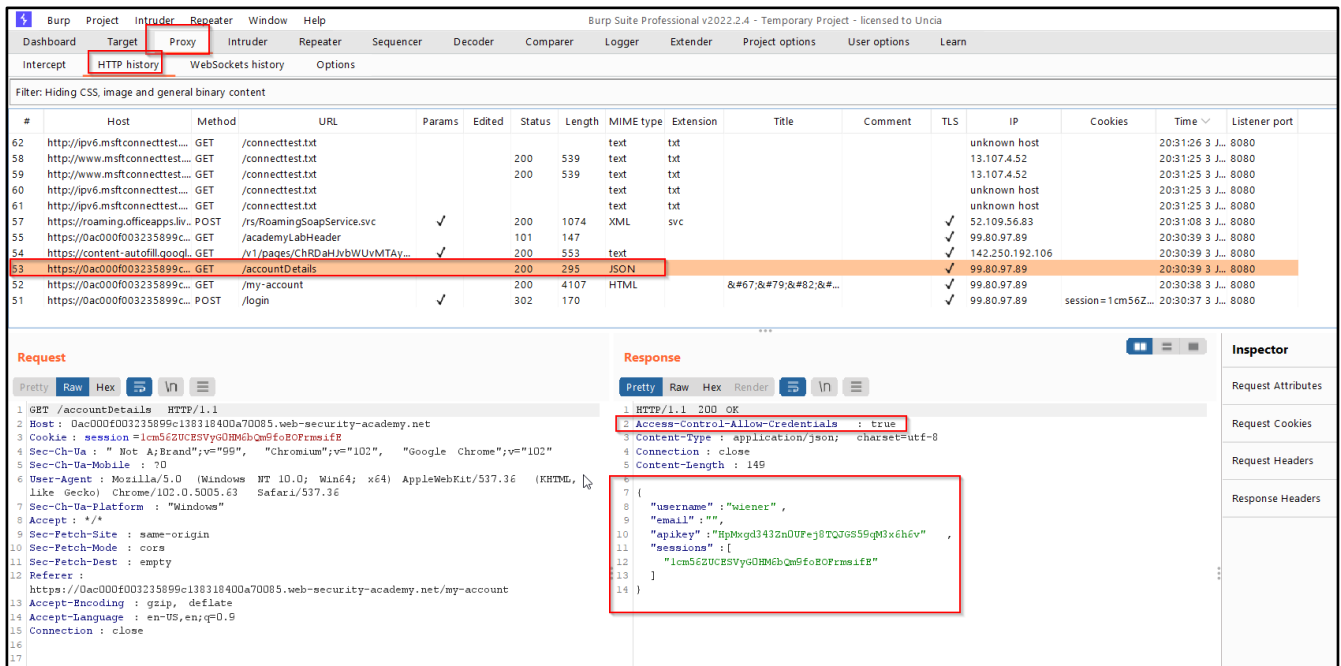 Burp Project Intruder Repeater Window Help Burp Suite Professional v2022.2.4 - Temporary Project - licensed to Uncia
Dashboard Target Proxy Intruder Repeater Sequencer Decoder Comparer Logger Extender Project options User options Learn
Intercept HTTP history WebSockets history Options
Filter: Hiding CSS, image and general binary content
# Host Method URL Params Edited Status Length MIME type Extension Title Comment TLS IP Cookies Time Listener port
62 http://ipv6.msftconnecttest.... GET /connecttest.txt text txt unknown host 20:31:26 3 J... 8080
58 http://www.msftconnecttest.... GET /connecttest.txt 200 539 text txt 13.107.4.52 20:31:25 3 J... 8080
59 http://www.msftconnecttest.... GET /connecttest.txt 200 539 text txt 13.107.4.52 20:31:25 3 J... 8080
60 http://ipv6.msftconnecttest.... GET /connecttest.txt text txt unknown host 20:31:25 3 J... 8080
61 http://ipv6.msftconnecttest.... GET /connecttest.txt text txt unknown host 20:31:25 3 J... 8080
57 https://roaming.officeapps.liv... POST /rs/RoamingSoapService.svc ✓ 200 1074 XML svc ✓ 52.109.56.83 20:31:08 3 J... 8080
55 https://0ac000f003235899c... GET /academyLabHeader 101 147 ✓ 99.80.97.89 20:30:39 3 J... 8080
54 https://content-autofill.googl... GET /v1/pages/ChRDaHJvbWUvMTAy... ✓ 200 553 text ✓ 142.250.192.106 20:30:39 3 J... 8080
53 https://0ac000f003235899c... GET /accountDetails 200 295 JSON ✓ 99.80.97.89 20:30:39 3 J... 8080
52 https://0ac000f003235899c... GET /my-account 200 4107 HTML &#67;&#79;&#82;&#... ✓ 99.80.97.89 20:30:38 3 J... 8080
51 https://0ac000f003235899c... POST /login ✓ 302 170 ✓ 99.80.97.89 session=1cm56Z... 20:30:37 3 J... 8080
Request Response Inspector
Pretty Raw Hex \n Pretty Raw Hex Render \n Request Attributes
1 GET /accountDetails HTTP/1.1
2 Host : 0ac000f003235899c138318400a70085.web-security-academy.net
3 Cookie : session =1cm56ZUCESVyG0HM6bQm9foEOFrmsifE
4 Sec-Ch-Ua : " Not A;Brand";v="99", "Chromium";v="102", "Google Chrome";v="102"
5 Sec-Ch-Ua-Mobile : ?0
6 User-Agent : Mozilla/5.0 (Windows NT 10.0; Win64; x64) AppleWebKit/537.36 (KHTML,
like Gecko) Chrome/102.0.5005.63 Safari/537.36
7 Sec-Ch-Ua-Platform : "Windows"
8 Accept : */*
9 Sec-Fetch-Site : same-origin
10 Sec-Fetch-Mode : cors
11 Sec-Fetch-Dest : empty
12 Referer :
https://0ac000f003235899c138318400a70085.web-security-academy.net/my-account
13 Accept-Encoding : gzip, deflate
14 Accept-Language : en-US,en;q=0.9
15 Connection : close
16
17
1 HTTP/1.1 200 OK
2 Access-Control-Allow-Credentials : true
3 Content-Type : application/json; charset=utf-8
4 Connection : close
5 Content-Length : 149
6
7 {
8 "username" :"wiener" ,
9 "email" :"",
10 "apikey" :"HpMxgd343Zn0UFej8TQJGS59qM3x6h6v" ,
11 "sessions" :[
12 "1cm56ZUCESVyG0HM6bQm9foEOFrmsifE"
13 ]
14 }
Request Cookies
Request Headers
Response Headers